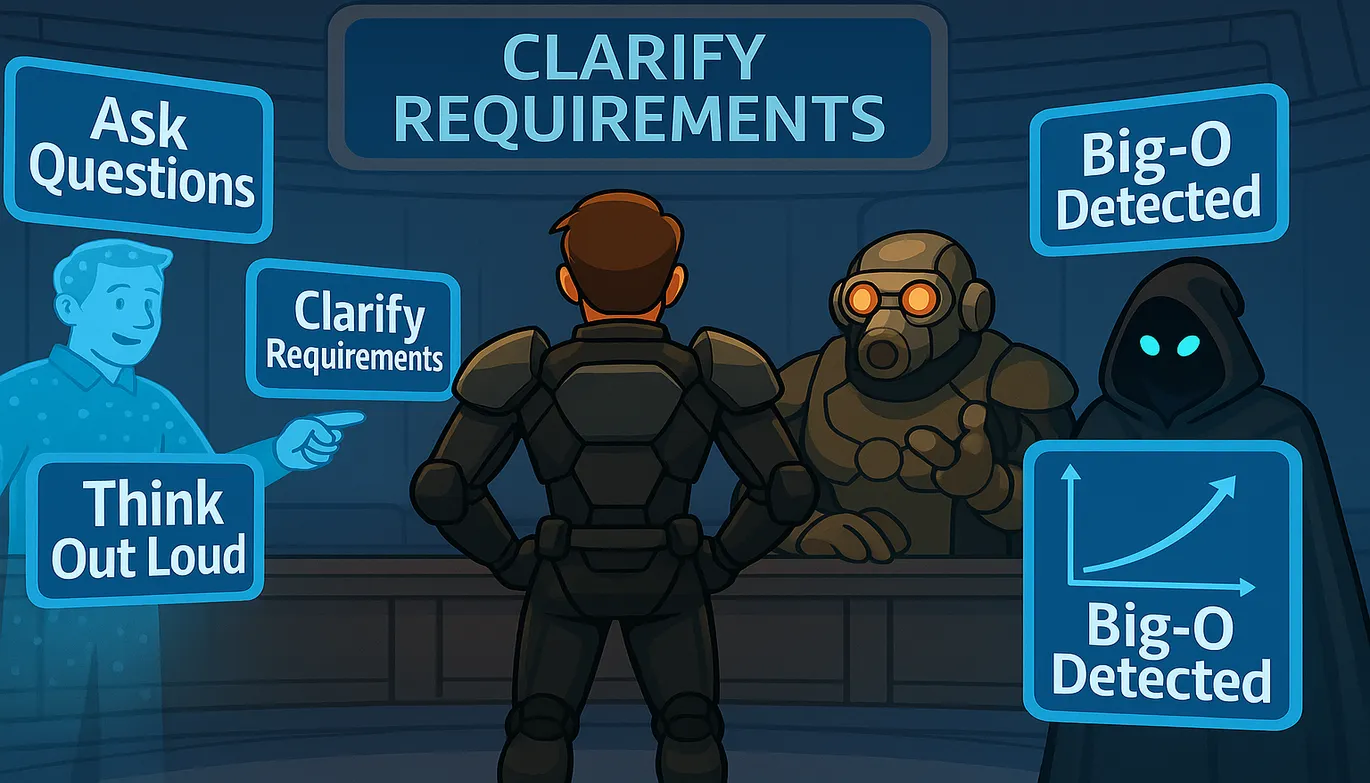 CLARIFY
REQUIREMENTS
Ask
Questions
Clarify
Requirements
Think
Out Loud
Big-O
Detected
Big-O
Detected